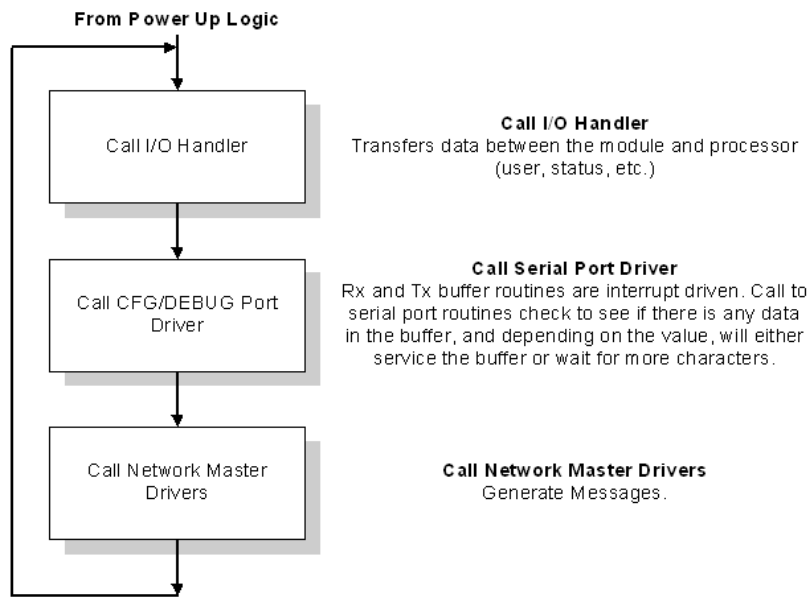 From Power Up Logic
Call I/O Handler
Call I/O Handler
Transfers data between the module and processor
(user, status, etc.)
Call CFG/DEBUG Port
Driver
Call Serial Port Driver
Rx and Tx buffer routines are interrupt driven. Call to
serial port routines check to see if there is any data
in the buffer, and depending on the value, will either
service the buffer or wait for more characters.
Call Network Master
Drivers
Call Network Master Drivers
Generate Messages.